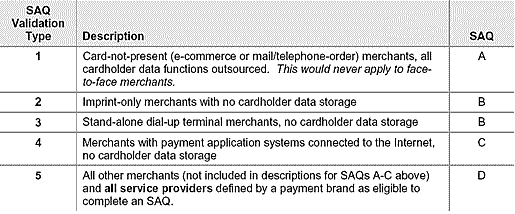 SAQ
Validation
Type
Description
SAQ
1
Card-not-present (e-commerce or mail/telephone-order) merchants, all
cardholder data functions outsourced. This would never apply to face-
to-face merchants.
A
2
Imprint-only merchants with no cardholder data storage
B
3
Stand-alone dial-up terminal merchants, no cardholder data storage
B
4
Merchants with payment application systems connected to the Internet,
no cardholder data storage
C
5
All other merchants (not included in descriptions for SAQs A-C above)
and all service providers defined by a payment brand as eligible to
complete an SAQ.
D